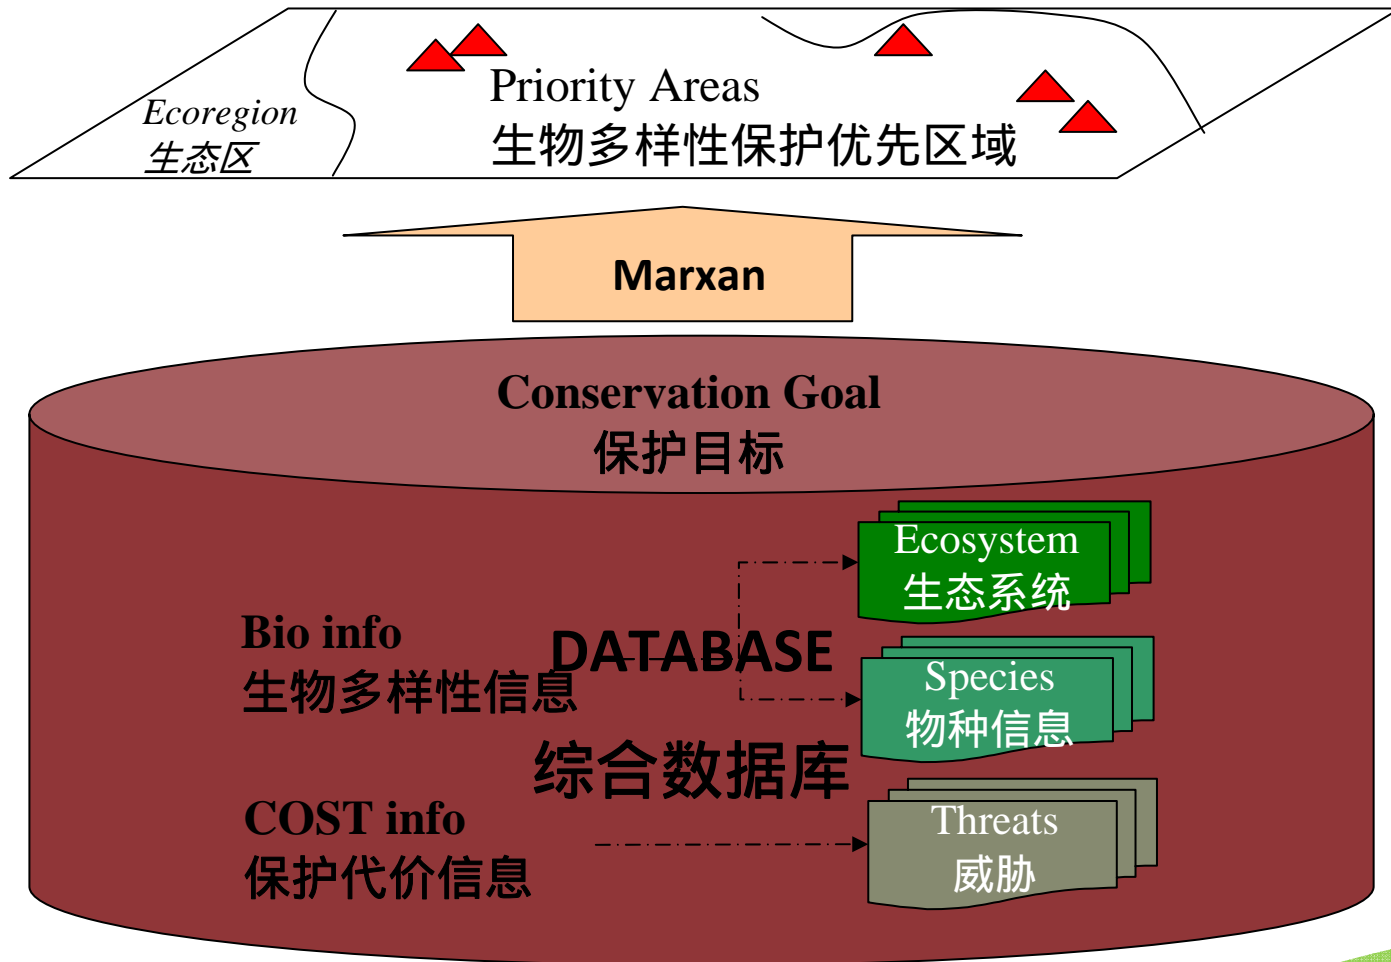 Priority Areas
生物多样性保护优先区域
Ecoregion
生态区
Marxan
Conservation Goal
保护目标
Ecosystem
生态系统
Bio info
生物多样性信息
DATABASE
Species
物种信息
综合数据库
COST info
保护代价信息
Threats
威胁